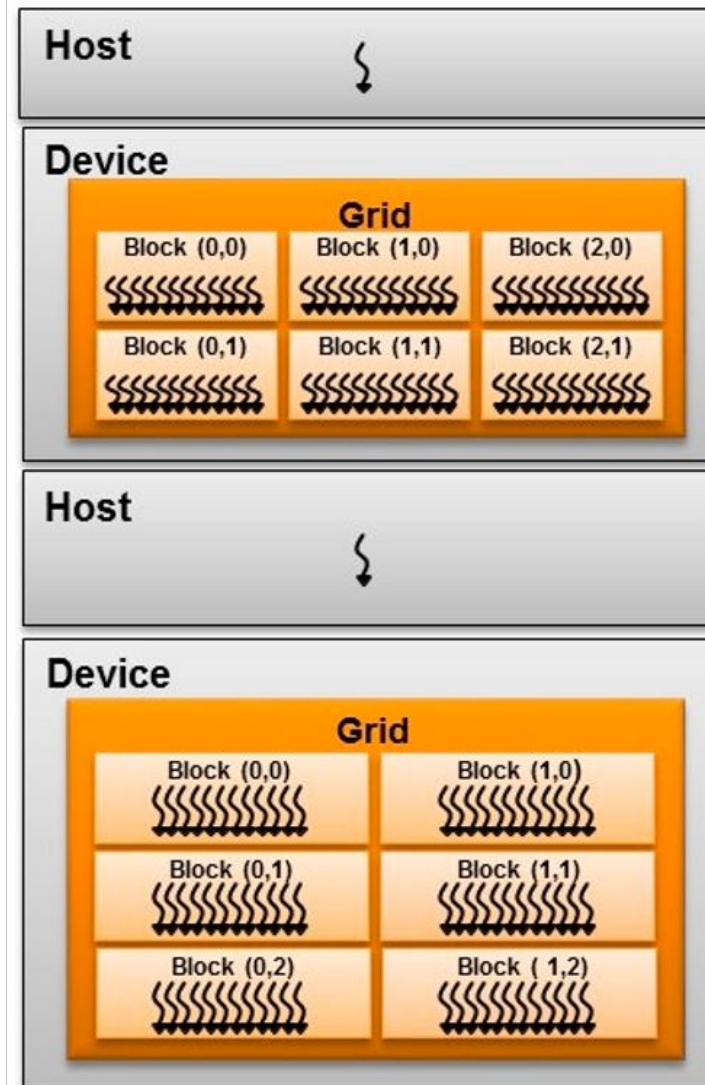 Host
Device
Grid
Block (0,0) Block (1,0) Block (2,0)
Block (0,1) Block (1,1) Block (2,1)
Host
Device
Grid
Block (0,0) Block (1,0)
Block (0,1) Block (1,1)
Block (0,2) Block ( 1,2)